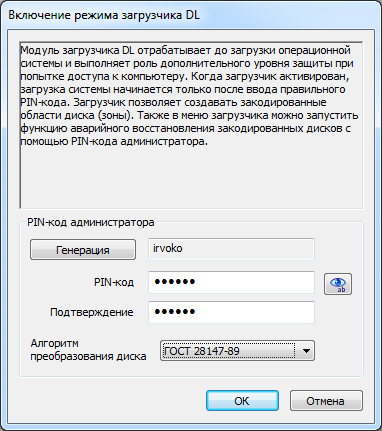 Включение режима загрузчика DL
Модуль загрузчика DL отрабатывает до загрузки операционной
системы и выполняет роль дополнительного уровня защиты при
попытке доступа к компьютеру. Когда загрузчик активирован,
загрузка системы начинается только после ввода правильного
PIN-кода. Загрузчик позволяет создавать закодированные
области диска (зоны). Также в меню загрузчика можно запустить
функцию аварийного восстановления закодированных дисков с
помощью PIN-кода администратора.
PIN-код администратора
Генерация
irvoko
PIN-код
••••••
ab
Подтверждение
••••••
Алгоритм
преобразования диска
ГОСТ 28147-89
OK
Отмена